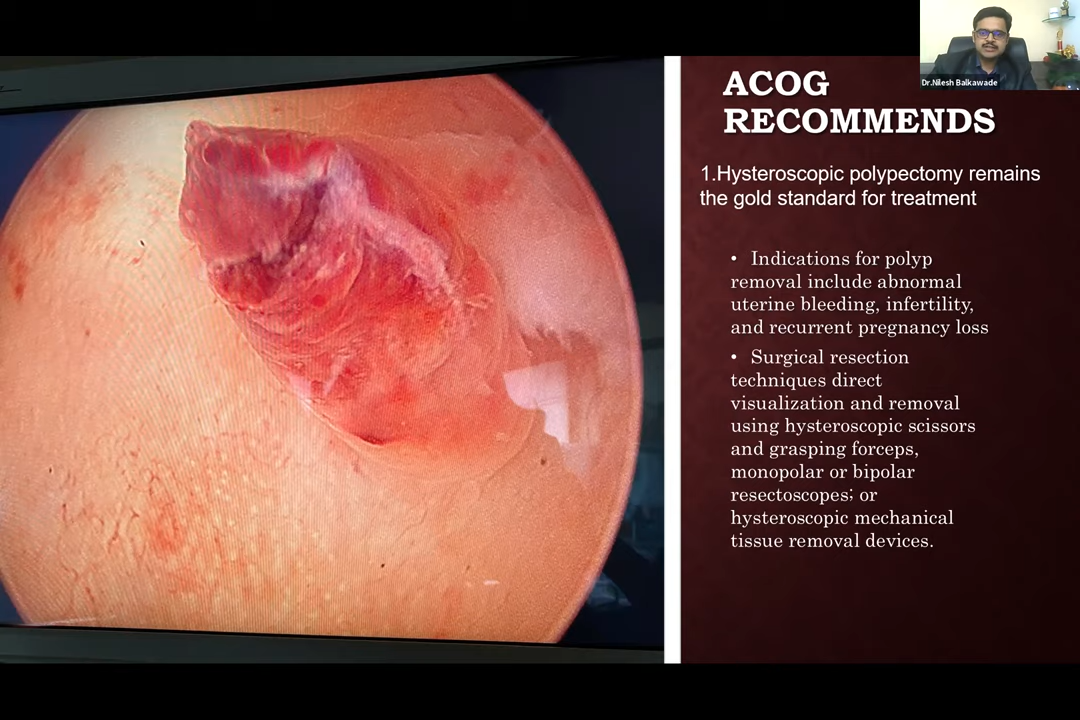 Dr.Nilesh Balkawade
ACOG
RECOMMENDS
1.Hysteroscopic polypectomy remains
the gold standard for treatment
• Indications for polyp
removal include abnormal
uterine bleeding, infertility,
and recurrent pregnancy loss
• Surgical resection
techniques direct
visualization and removal
using hysteroscopic scissors
and grasping forceps,
monopolar or bipolar
resectoscopes; or
hysteroscopic mechanical
tissue removal devices.